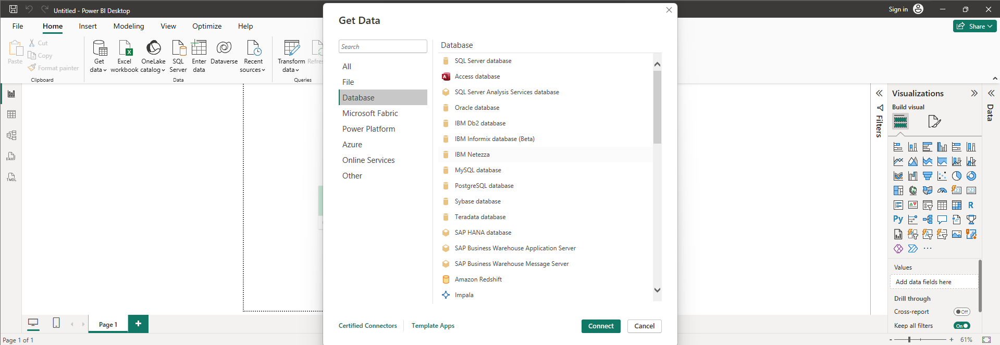 Untitled - Power BI Desktop
Sign in
File Home Insert Modeling View Optimize Help
Share
Paste
Cut
Copy
Format painter
Clipboard
Get data
Excel workbook
OneLake catalog
SQL Server
Enter data
Dataverse
Recent sources
Data
Transform data
Queries
Get Data
Search
All
File
Database
Microsoft Fabric
Power Platform
Azure
Online Services
Other
Database
SQL Server database
Access database
SQL Server Analysis Services database
Oracle database
IBM Db2 database
IBM Informix database (Beta)
IBM Netezza
MySQL database
PostgreSQL database
Sybase database
Teradata database
SAP HANA database
SAP Business Warehouse Application Server
SAP Business Warehouse Message Server
Amazon Redshift
Impala
Certified Connectors
Template Apps
Connect
Cancel
Filters
Visualizations
Build visual
123
123
R
Py
Values
Add data fields here
Drill through
Cross-report
Off
Keep all filters
On
Data
DAX
TMDL
Page 1
Page 1 of 1
- + 61%